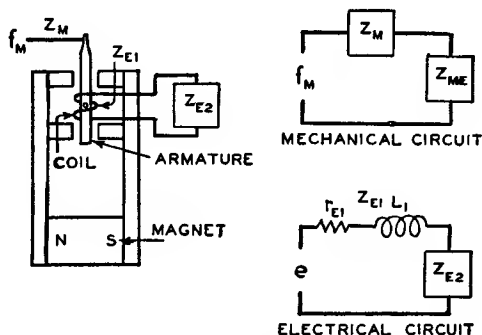 f_M Z_M Z_E1
Z_E2
COIL ARMATURE
N S MAGNET
Z_M
f_M Z_ME
MECHANICAL CIRCUIT
r_E1 Z_E1 L_1
e Z_E2
ELECTRICAL CIRCUIT